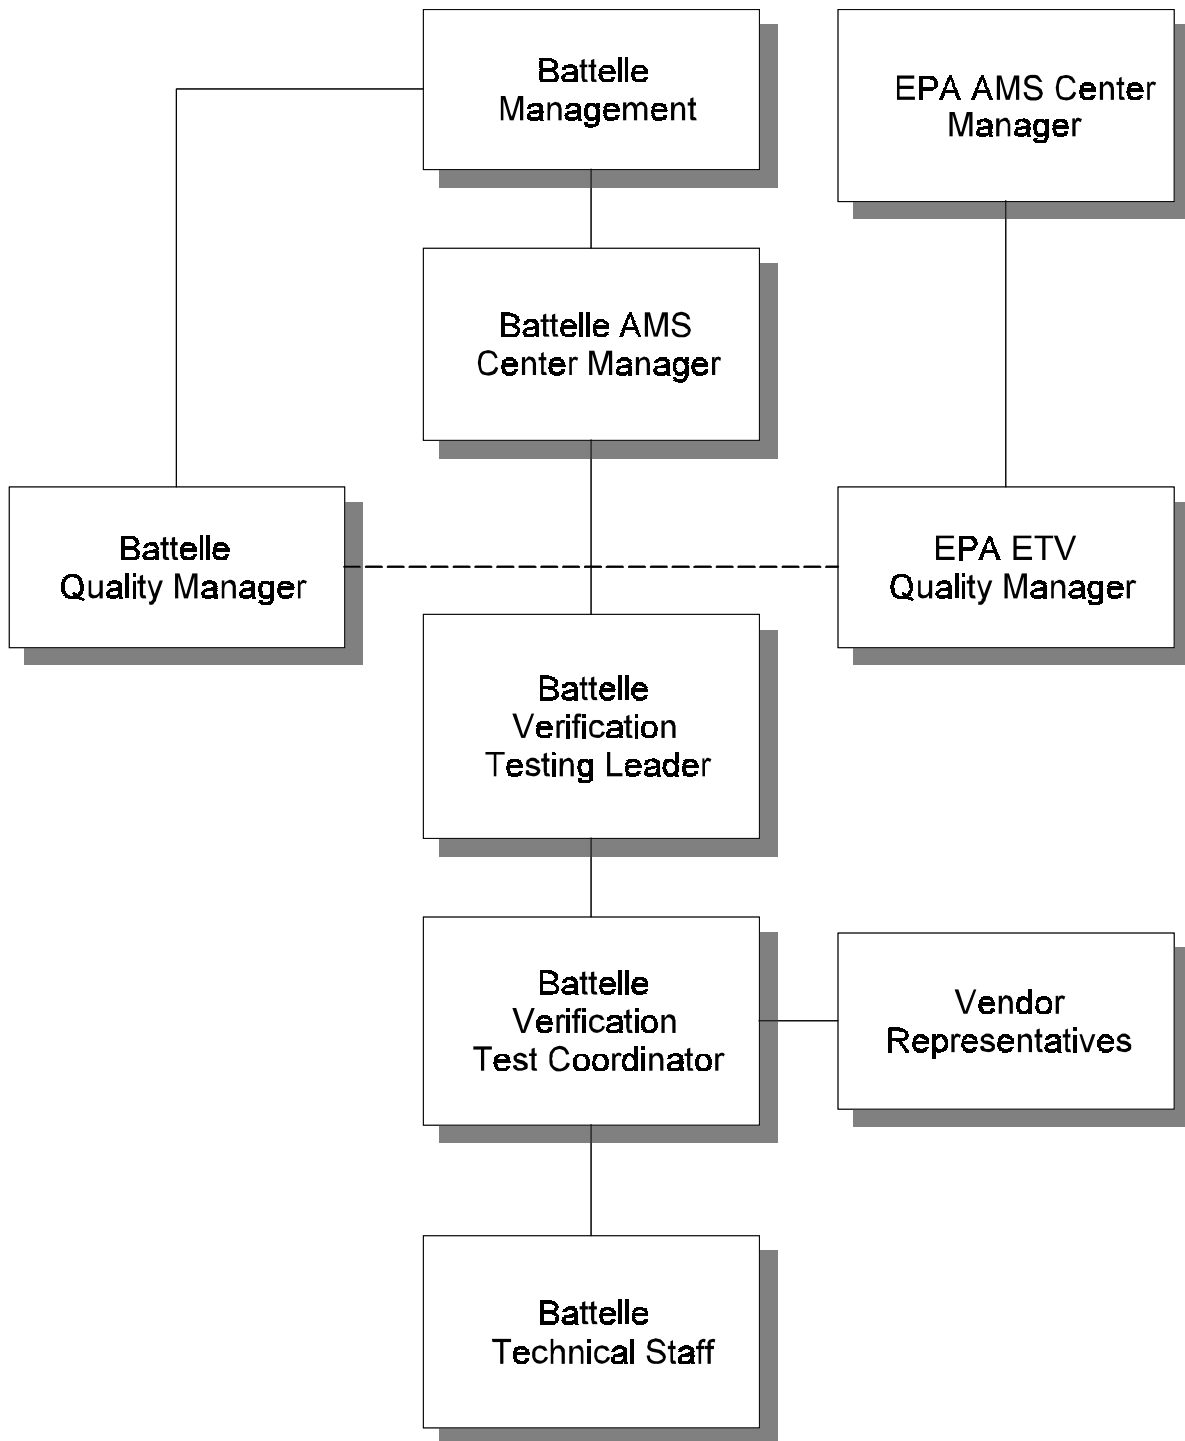 Battelle
Management
EPA AMS Center
Manager
Battelle AMS
Center Manager
Battelle
Quality Manager
EPA ETV
Quality Manager
Battelle
Verification
Testing Leader
Battelle
Verification
Test Coordinator
Vendor
Representatives
Battelle
Technical Staff